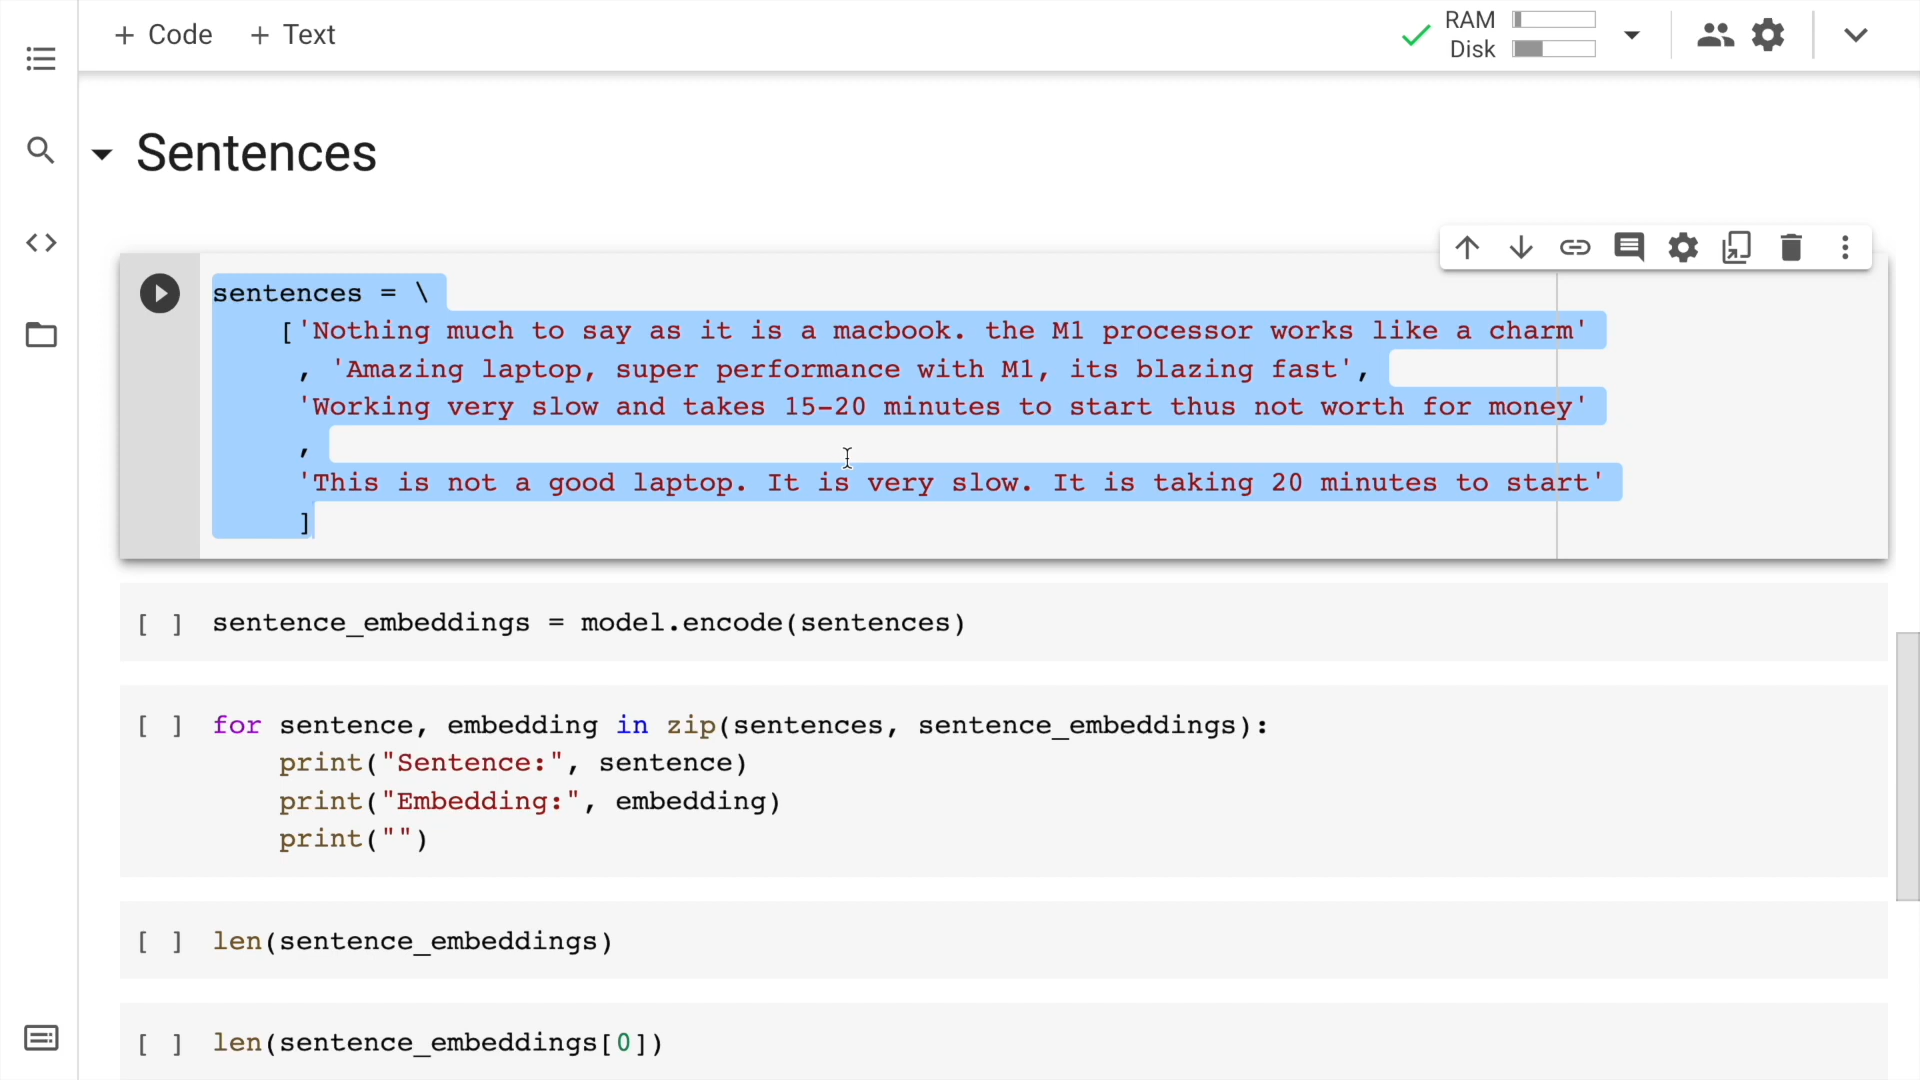 + Code + Text
RAM
Disk
Sentences
sentences = \
['Nothing much to say as it is a macbook. the M1 processor works like a charm'
, 'Amazing laptop, super performance with M1, its blazing fast',
'Working very slow and takes 15-20 minutes to start thus not worth for money'
,
'This is not a good laptop. It is very slow. It is taking 20 minutes to start'
]
[ ] sentence_embeddings = model.encode(sentences)
[ ] for sentence, embedding in zip(sentences, sentence_embeddings):
print("Sentence:", sentence)
print("Embedding:", embedding)
print("")
[ ] len(sentence_embeddings)
[ ] len(sentence_embeddings[0])